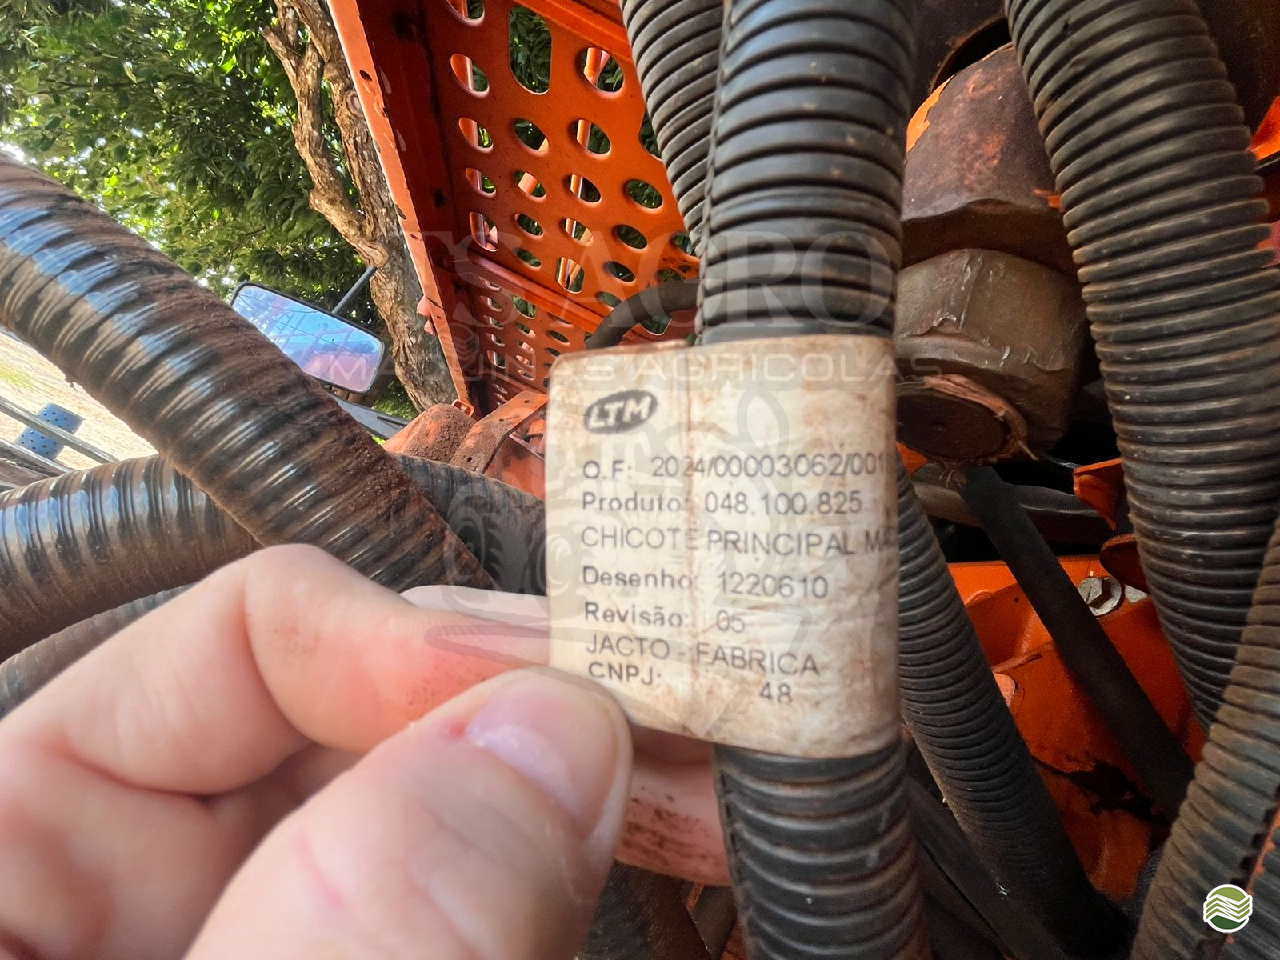 TS AGRO
MÁQUINAS AGRÍCOLAS
LTM
O.F: 2024/00003062/001
Produto: 048.100.825
CHICOTE PRINCIPAL
Desenho: 1220610
Revisão: 05
JACTO - FABRICA
CNPJ: 48